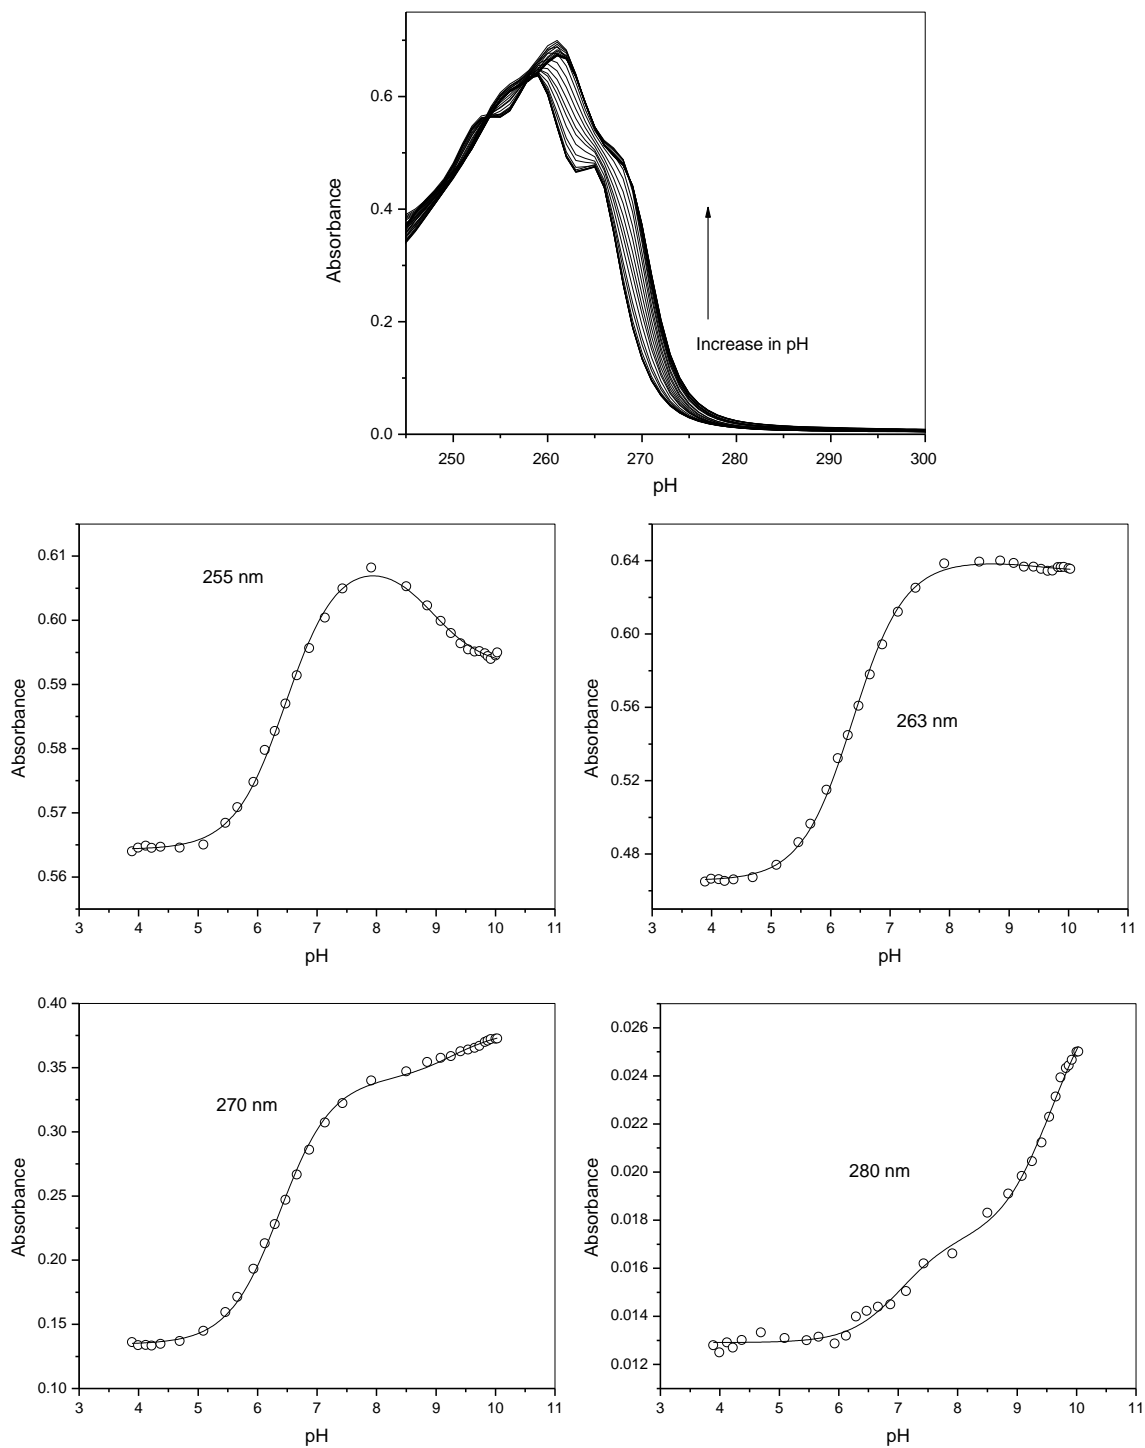 0.6
0.4
0.2
0.0
Absorbance
Increase in pH
250 260 270 280 290 300
pH
0.61
0.60
0.59
0.58
0.57
0.56
Absorbance
255 nm
3 4 5 6 7 8 9 10 11
pH
0.64
0.60
0.56
0.52
0.48
Absorbance
263 nm
3 4 5 6 7 8 9 10 11
pH
0.40
0.35
0.30
0.25
0.20
0.15
0.10
Absorbance
270 nm
3 4 5 6 7 8 9 10 11
pH
0.026
0.024
0.022
0.020
0.018
0.016
0.014
0.012
Absorbance
280 nm
3 4 5 6 7 8 9 10 11
pH